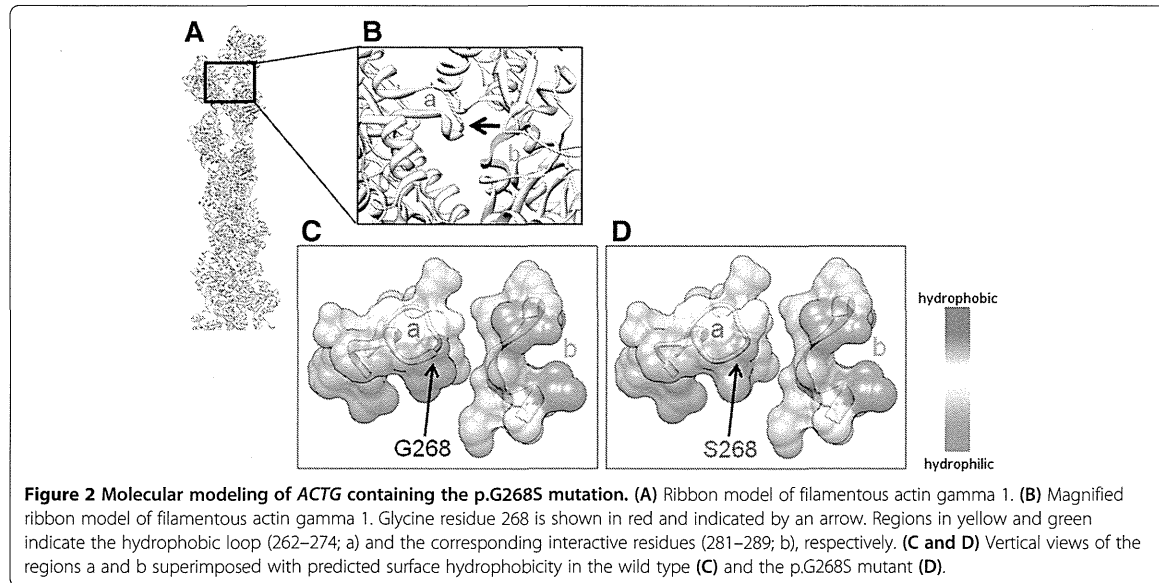 A
B
a
b
C
D
a
b
G268
a
b
S268
hydrophobic
hydrophilic
Figure 2 Molecular modeling of ACTG containing the p.G268S mutation. (A) Ribbon model of filamentous actin gamma 1. (B) Magnified
ribbon model of filamentous actin gamma 1. Glycine residue 268 is shown in red and indicated by an arrow. Regions in yellow and green
indicate the hydrophobic loop (262–274; a) and the corresponding interactive residues (281–289; b), respectively. (C and D) Vertical views of the
regions a and b superimposed with predicted surface hydrophobicity in the wild type (C) and the p.G268S mutant (D).